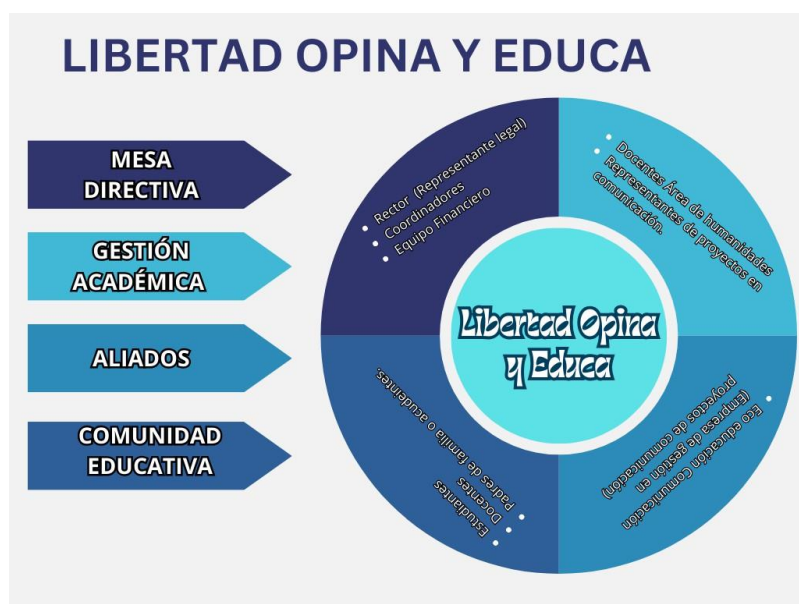 LIBERTAD OPINA Y EDUCA
MESA
DIRECTIVA
GESTIÓN
ACADÉMICA
ALIADOS
COMUNIDAD
EDUCATIVA
• Rector (Representante legal)
• Coordinadores
• Equipo Financiero
• Docentes Área de humanidades
• Representantes de proyectos en
comunicación.
Libertad Opina
y Educa
• Eco educación Comunicación
(Empresa de gestión en
proyectos de comunicación)
• Estudiantes
• Docentes
• Padres de familia o acudeintes.